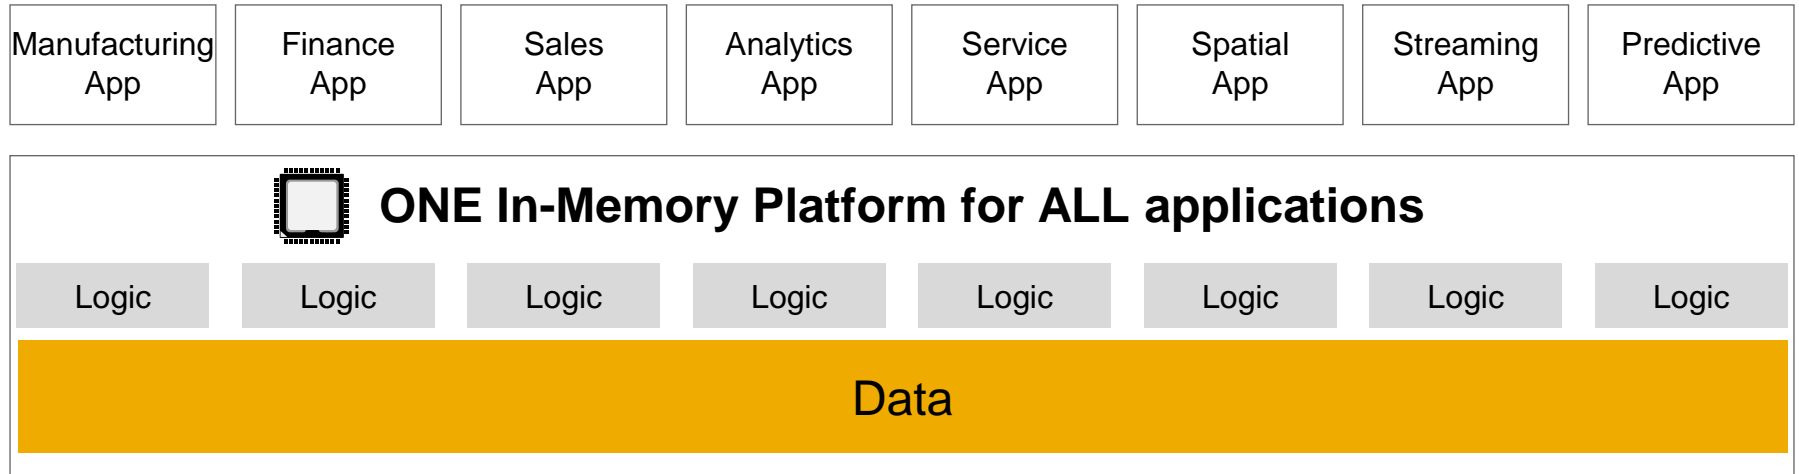 Manufacturing
App
Finance
App
Sales
App
Analytics
App
Service
App
Spatial
App
Streaming
App
Predictive
App
ONE In-Memory Platform for ALL applications
Logic
Logic
Logic
Logic
Logic
Logic
Logic
Logic
Data